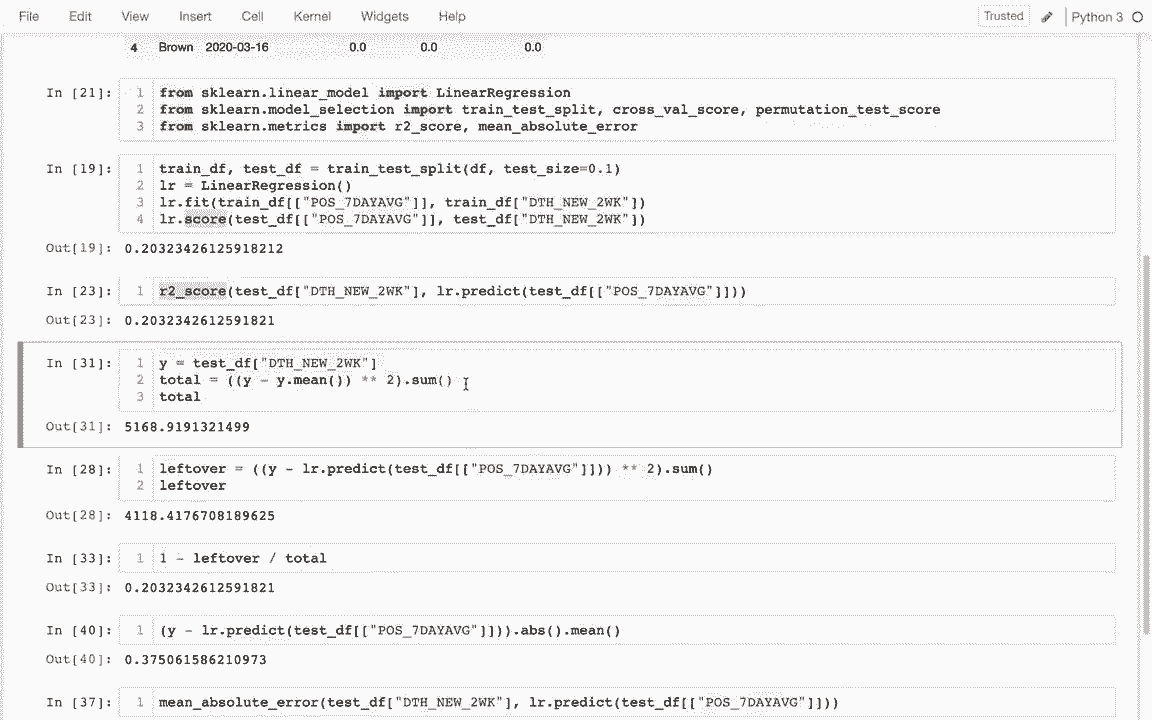 File Edit View Insert Cell Kernel Widgets Help Trusted Python 3
4 Brown 2020-03-16 0.0 0.0 0.0
In [21]: 1 from sklearn.linear_model import LinearRegression
2 from sklearn.model_selection import train_test_split, cross_val_score, permutation_test_score
3 from sklearn.metrics import r2_score, mean_absolute_error
In [19]: 1 train_df, test_df = train_test_split(df, test_size=0.1)
2 lr = LinearRegression()
3 lr.fit(train_df[["POS_7DAYAVG"]], train_df["DTH_NEW_2WK"])
4 lr.score(test_df[["POS_7DAYAVG"]], test_df["DTH_NEW_2WK"])
Out[19]: 0.20323426125918212
In [23]: 1 r2_score(test_df["DTH_NEW_2WK"], lr.predict(test_df[["POS_7DAYAVG"]]))
Out[23]: 0.2032342612591821
In [31]: 1 y = test_df["DTH_NEW_2WK"]
2 total = ((y - y.mean()) ** 2).sum()
3 total
Out[31]: 5168.9191321499
In [28]: 1 leftover = ((y - lr.predict(test_df[["POS_7DAYAVG"]])) ** 2).sum()
2 leftover
Out[28]: 4118.4176708189625
In [33]: 1 1 - leftover / total
Out[33]: 0.2032342612591821
In [40]: 1 (y - lr.predict(test_df[["POS_7DAYAVG"]])).abs().mean()
Out[40]: 0.375061586210973
In [37]: 1 mean_absolute_error(test_df["DTH_NEW_2WK"], lr.predict(test_df[["POS_7DAYAVG"]]))